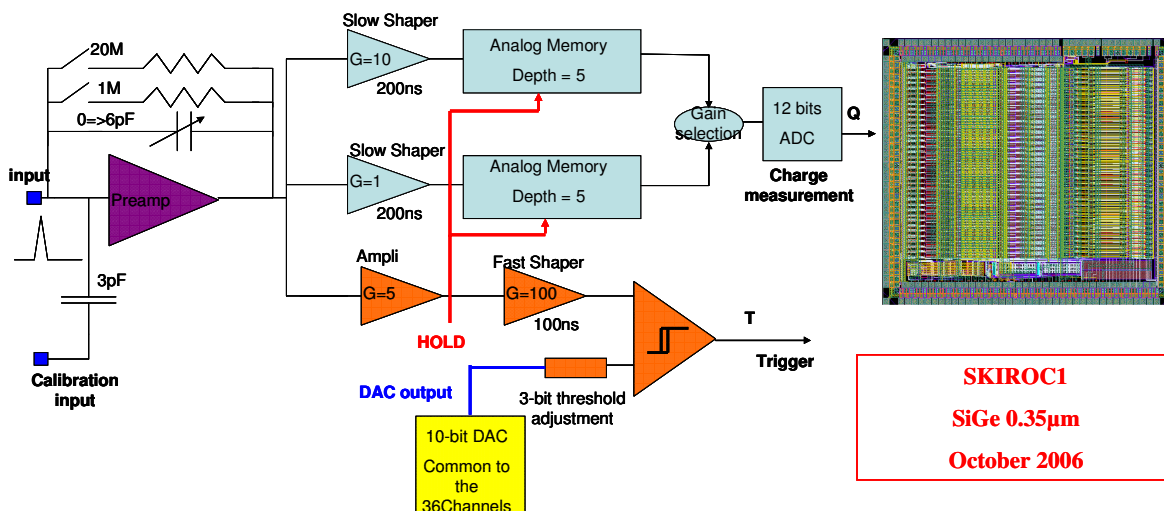 Slow Shaper
20M
G=10
200ns
Analog Memory
Depth = 5
1M
0=>6pF
Gain
selection
12 bits
ADC
Q
Charge
measurement
input
Preamp
Slow Shaper
G=1
200ns
Analog Memory
Depth = 5
3pF
Ampli
G=5
Fast Shaper
G=100
100ns
HOLD
T
Trigger
Calibration
input
DAC output
3-bit threshold
adjustment
10-bit DAC
Common to
the
36Channels
SKIROC1
SiGe 0.35µm
October 2006